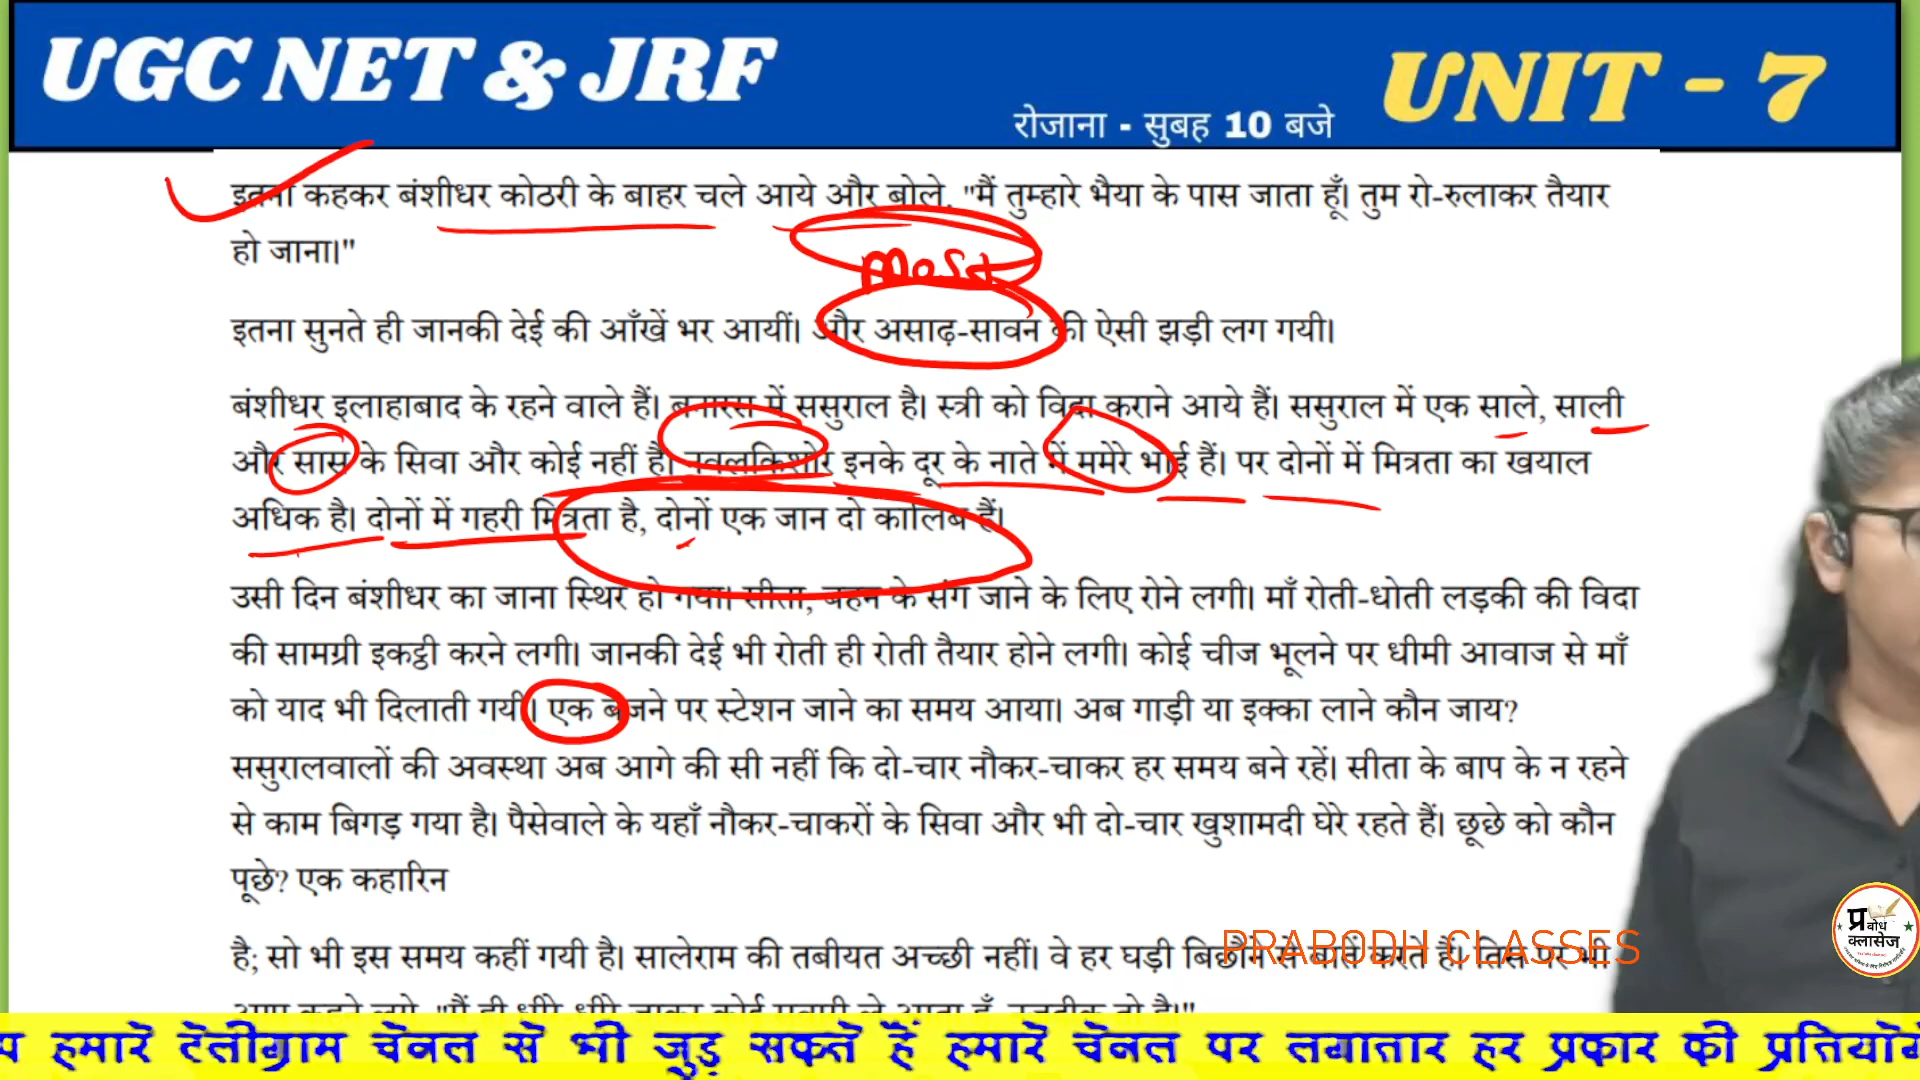 UGC NET & JRF
रोजाना - सुबह 10 बजे
UNIT - 7
इतना कहकर बंशीधर कोठरी के बाहर चले आये और बोले, "मैं तुम्हारे भैया के पास जाता हूँ। तुम रो-रुलाकर तैयार
हो जाना।"
most
इतना सुनते ही जानकी देई की आँखें भर आयीं। और असाढ़-सावन की ऐसी झड़ी लग गयी।
बंशीधर इलाहाबाद के रहने वाले हैं। बनारस में ससुराल है। स्त्री को विदा कराने आये हैं। ससुराल में एक साले, साली
और सास के सिवा और कोई नहीं है। नवलकिशोर इनके दूर के नाते में ममेरे भाई हैं। पर दोनों में मित्रता का खयाल
अधिक है। दोनों में गहरी मित्रता है, दोनों एक जान दो कालिब हैं।
उसी दिन बंशीधर का जाना स्थिर हो गया। सीता, बहन के संग जाने के लिए रोने लगी। माँ रोती-धोती लड़की की विदा
की सामग्री इकट्ठी करने लगी। जानकी देई भी रोती ही रोती तैयार होने लगी। कोई चीज भूलने पर धीमी आवाज से माँ
को याद भी दिलाती गयी। एक बजने पर स्टेशन जाने का समय आया। अब गाड़ी या इक्का लाने कौन जाय?
ससुरालवालों की अवस्था अब आगे की सी नहीं कि दो-चार नौकर-चाकर हर समय बने रहें। सीता के बाप के न रहने
से काम बिगड़ गया है। पैसेवाले के यहाँ नौकर-चाकरों के सिवा और भी दो-चार खुशामदी घेरे रहते हैं। छूछे को कौन
पूछे? एक कहारिन
है; सो भी इस समय कहीं गयी है। सालेराम की तबीयत अच्छी नहीं। वे हर घड़ी बिछौने से बातें करते हैं। तिस पर भी
PRABODH CLASSES
प्रबोध
क्लासेज
हमारे टेलीग्राम चैनल से भी जुड़ सकते हैं हमारे चैनल पर लगातार हर प्रकार की